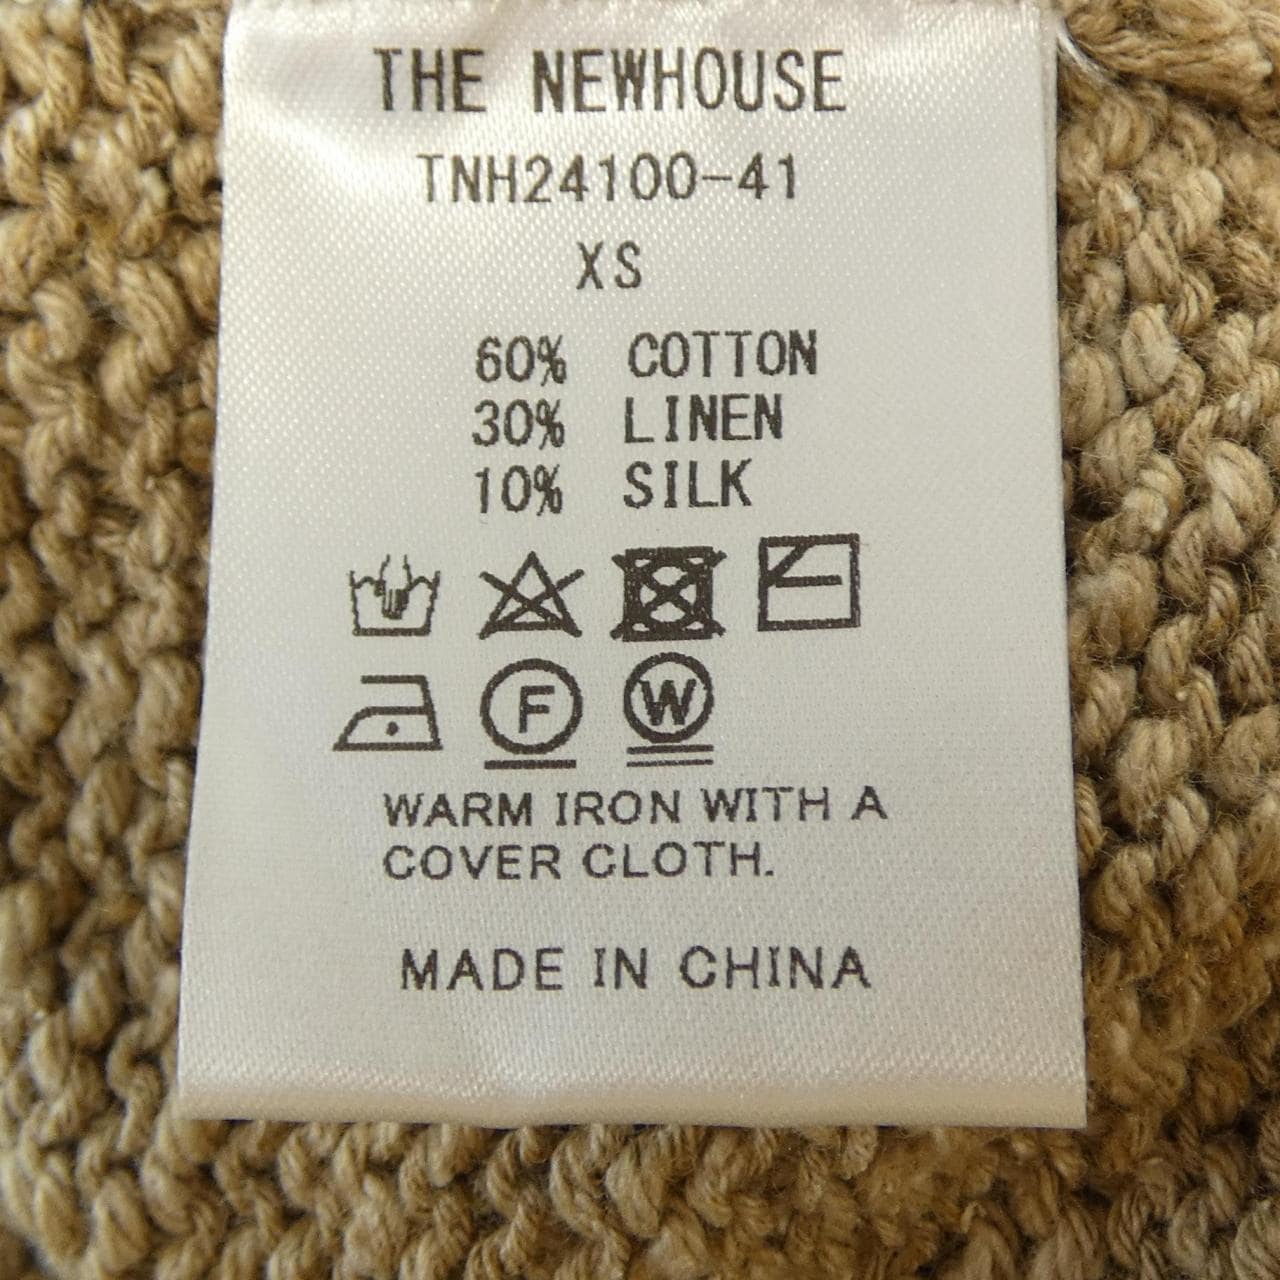 THE NEWHOUSE
TNH24100-41
XS
60% COTTON
30% LINEN
10% SILK
F W
WARM IRON WITH A
COVER CLOTH.
MADE IN CHINA